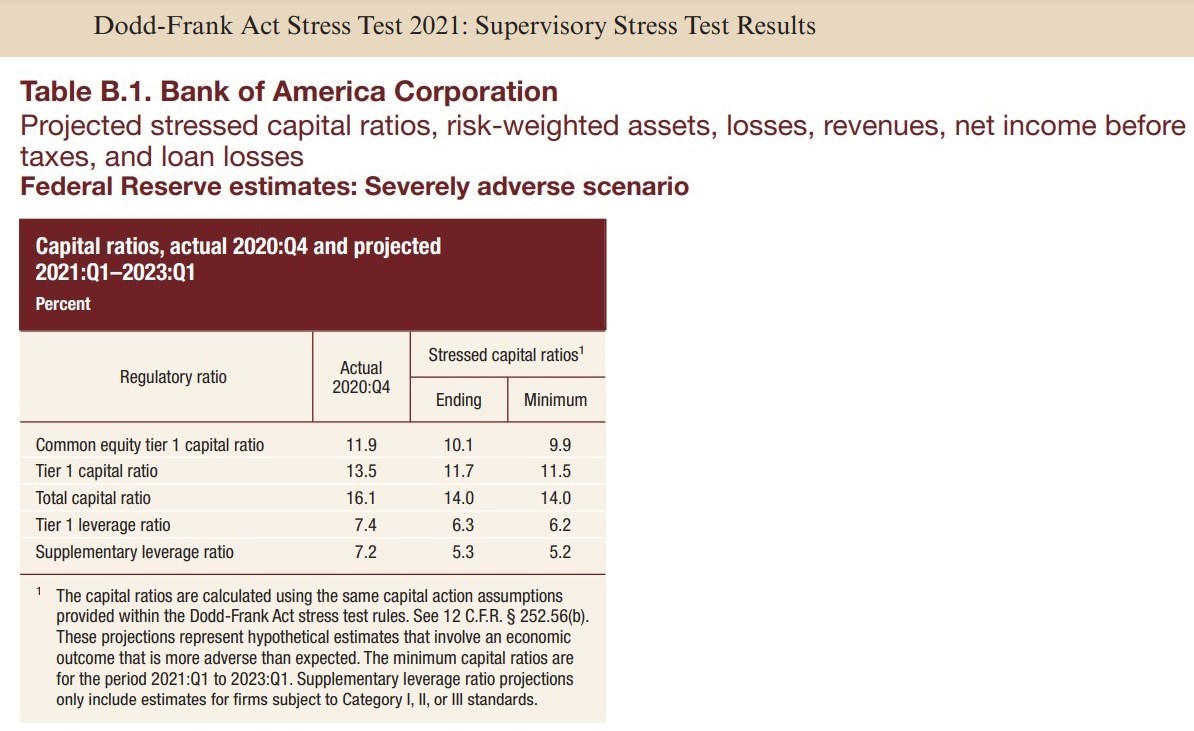 Dodd-Frank Act Stress Test 2021: Supervisory Stress Test Results
Table B.1. Bank of America Corporation
Projected stressed capital ratios, risk-weighted assets, losses, revenues, net income before
taxes, and loan losses
Federal Reserve estimates: Severely adverse scenario
Capital ratios, actual 2020:Q4 and projected
2021:Q1–2023:Q1
Percent
Regulatory ratio
Actual
2020:Q4
Stressed capital ratios¹
Ending Minimum
Common equity tier 1 capital ratio 11.9 10.1 9.9
Tier 1 capital ratio 13.5 11.7 11.5
Total capital ratio 16.1 14.0 14.0
Tier 1 leverage ratio 7.4 6.3 6.2
Supplementary leverage ratio 7.2 5.3 5.2
¹ The capital ratios are calculated using the same capital action assumptions
provided within the Dodd-Frank Act stress test rules. See 12 C.F.R. § 252.56(b).
These projections represent hypothetical estimates that involve an economic
outcome that is more adverse than expected. The minimum capital ratios are
for the period 2021:Q1 to 2023:Q1. Supplementary leverage ratio projections
only include estimates for firms subject to Category I, II, or III standards.